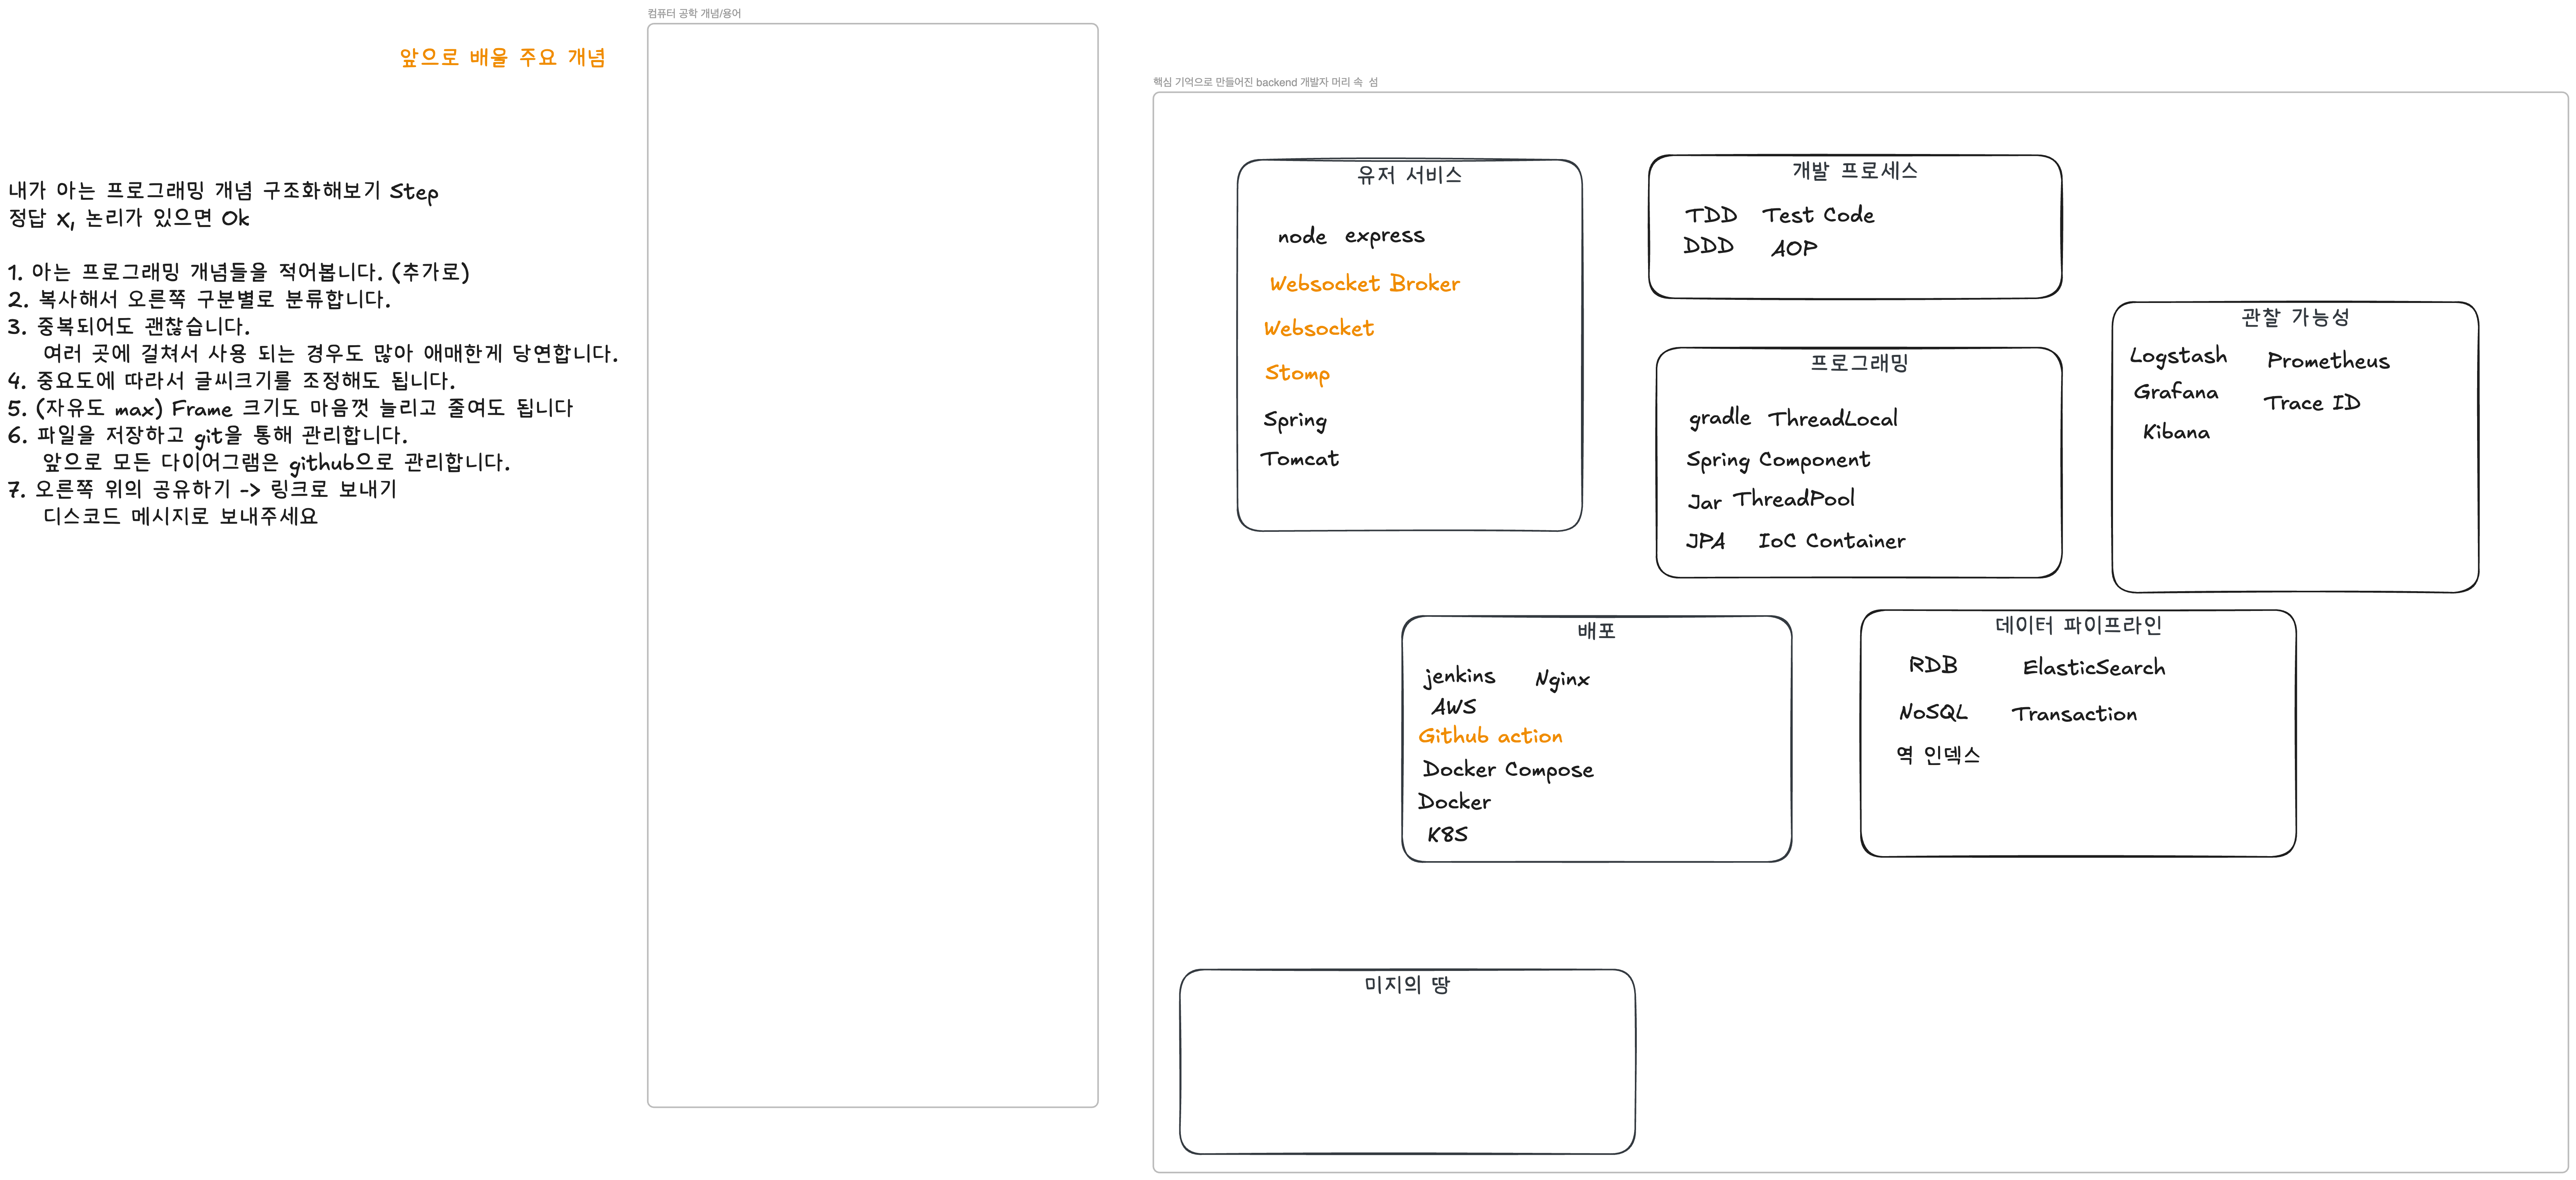 컴퓨터 공학 개념/용어
앞으로 배울 주요 개념
내가 아는 프로그래밍 개념 구조화해보기 Step
정답 X, 논리가 있으면 Ok
1. 아는 프로그래밍 개념들을 적어봅니다. (추가로)
2. 복사해서 오른쪽 구분별로 분류합니다.
3. 중복되어도 괜찮습니다.
여러 곳에 걸쳐서 사용 되는 경우도 많아 애매한게 당연합니다.
4. 중요도에 따라서 글씨크기를 조정해도 됩니다.
5. (자유도 max) Frame 크기도 마음껏 늘리고 줄여도 됩니다
6. 파일을 저장하고 git을 통해 관리합니다.
앞으로 모든 다이어그램은 github으로 관리합니다.
7. 오른쪽 위의 공유하기 -> 링크로 보내기
디스코드 메시지로 보내주세요
핵심 기억으로 만들어진 backend 개발자 머리 속 섬
유저 서비스
node express
Websocket Broker
Websocket
Stomp
Spring
Tomcat
개발 프로세스
TDD Test Code
DDD AOP
프로그래밍
gradle ThreadLocal
Spring Component
Jar ThreadPool
JPA IoC Container
관찰 가능성
Logstash Prometheus
Grafana Trace ID
Kibana
배포
jenkins Nginx
AWS
Github action
Docker Compose
Docker
K8S
데이터 파이프라인
RDB ElasticSearch
NoSQL Transaction
역 인덱스
미지의 땅